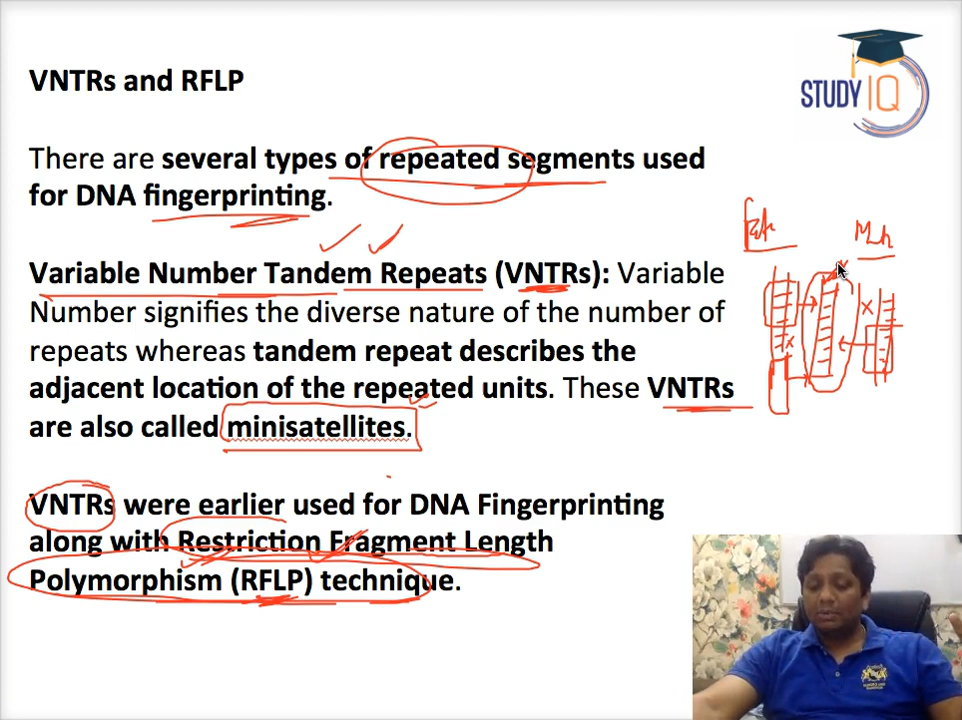 VNTRs and RFLP
STUDY IQ
There are several types of repeated segments used
for DNA fingerprinting.
Variable Number Tandem Repeats (VNTRs): Variable
Number signifies the diverse nature of the number of
repeats whereas tandem repeat describes the
adjacent location of the repeated units. These VNTRs
are also called minisatellites.
VNTRs were earlier used for DNA Fingerprinting
along with Restriction Fragment Length
Polymorphism (RFLP) technique.